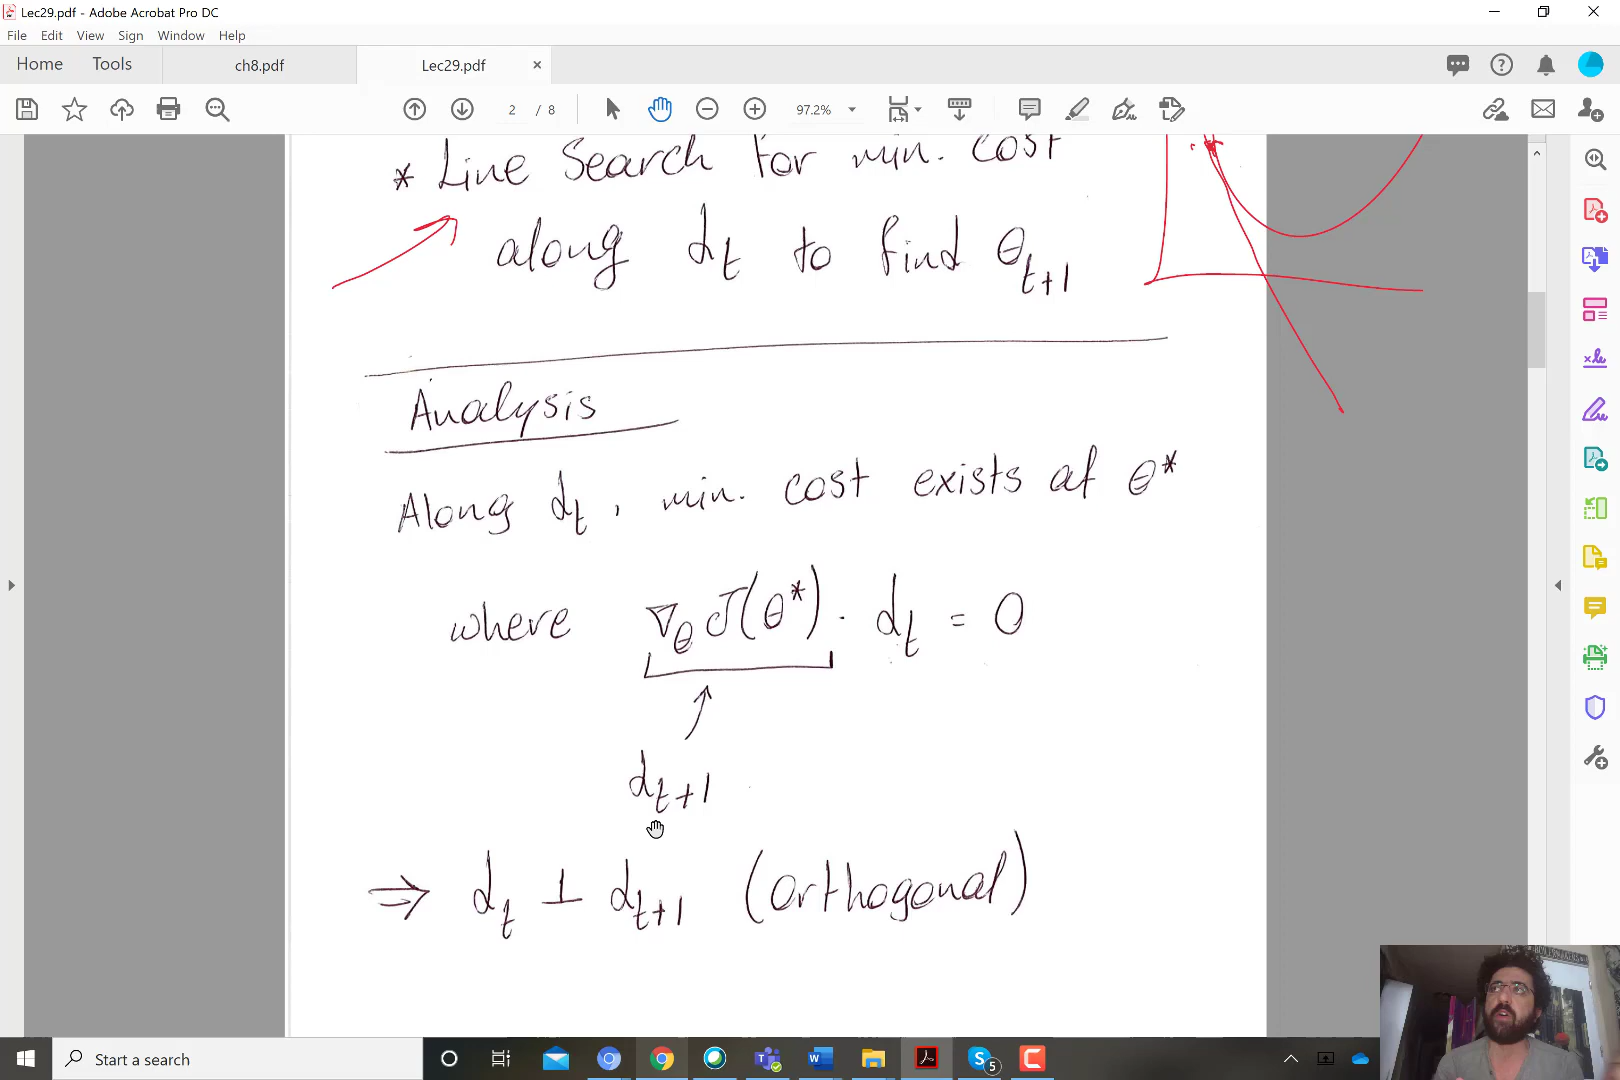 Lec29.pdf - Adobe Acrobat Pro DC
File Edit View Sign Window Help
Home Tools ch8.pdf Lec29.pdf ×
2 / 8 97.2%
* Line Search for min. cost
along d_t to find θ_{t+1}
Analysis
Along d_t, min. cost exists at θ*
where ∇_θ J(θ*) · d_t = 0
d_{t+1}
⇒ d_t ⊥ d_{t+1} (orthogonal)
Start a search
5